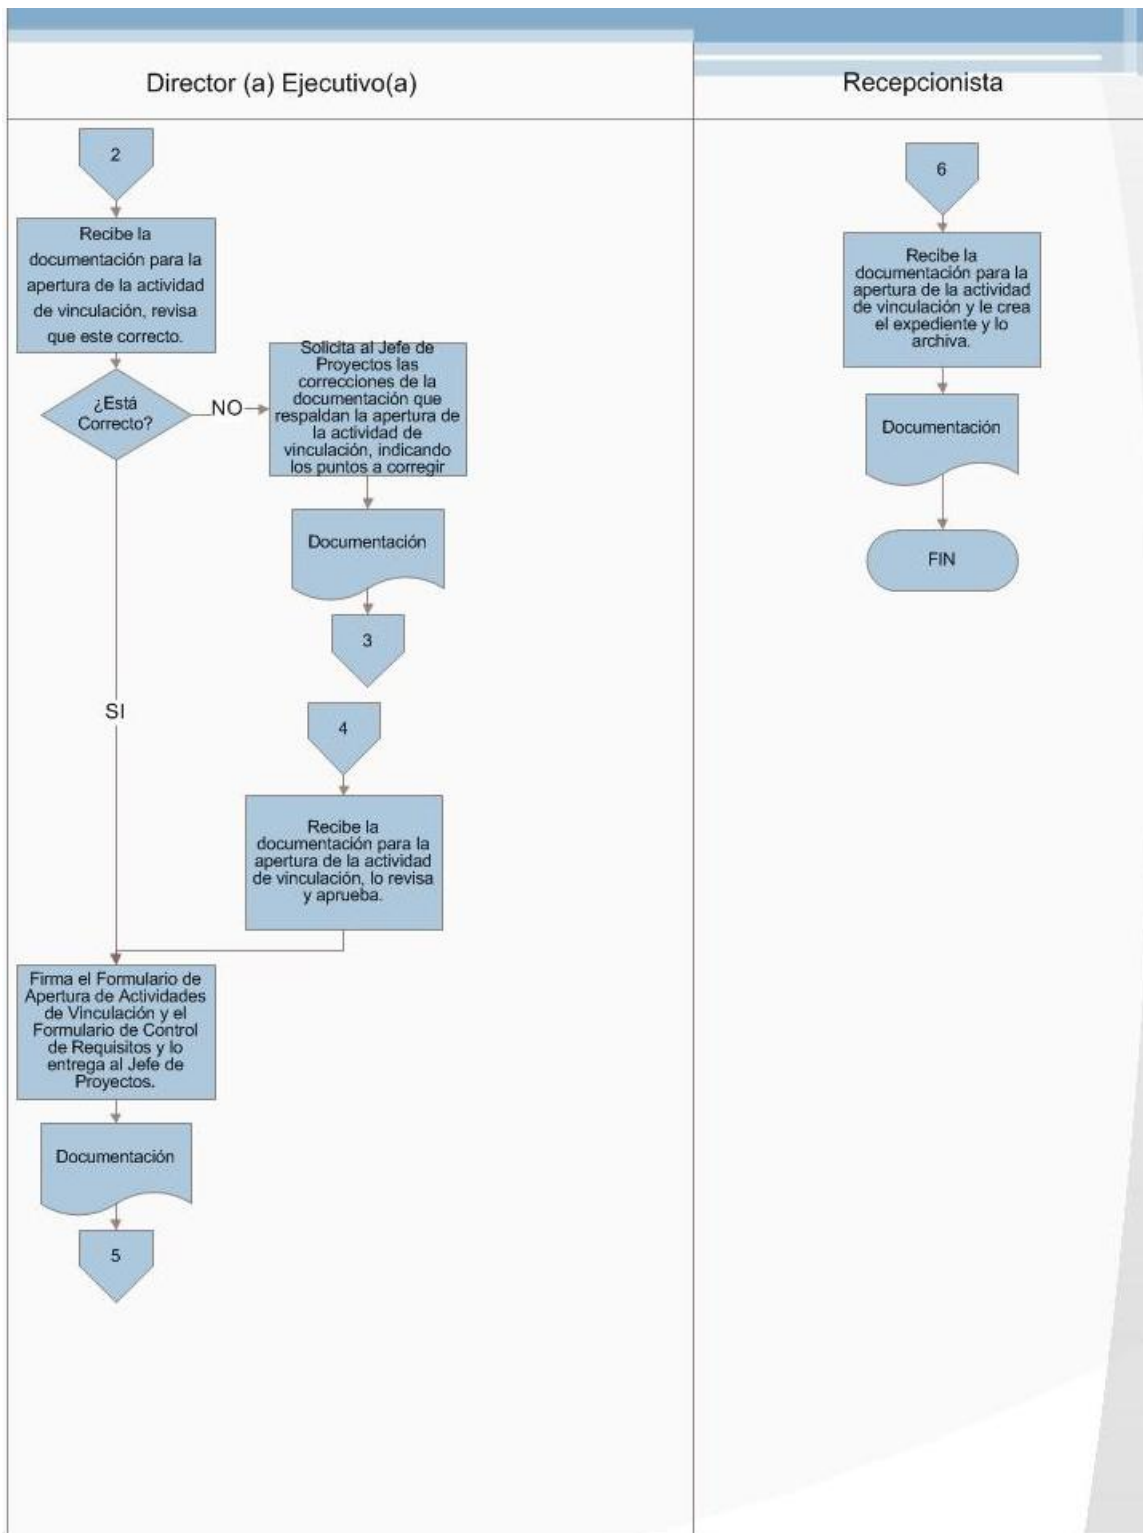 Director (a) Ejecutivo(a)
2
Recibe la
documentación para la
apertura de la actividad
de vinculación, revisa
que este correcto.
¿Está
Correcto?
NO
Solicita al Jefe de
Proyectos las
correcciones de la
documentación que
respaldan la apertura de
la actividad de
vinculación, indicando
los puntos a corregir
Documentación
3
SI
4
Recibe la
documentación para la
apertura de la actividad
de vinculación, lo revisa
y aprueba.
Firma el Formulario de
Apertura de Actividades
de Vinculación y el
Formulario de Control
de Requisitos y lo
entrega al Jefe de
Proyectos.
Documentación
5
Recepcionista
6
Recibe la
documentación para la
apertura de la actividad
de vinculación y le crea
el expediente y lo
archiva.
Documentación
FIN